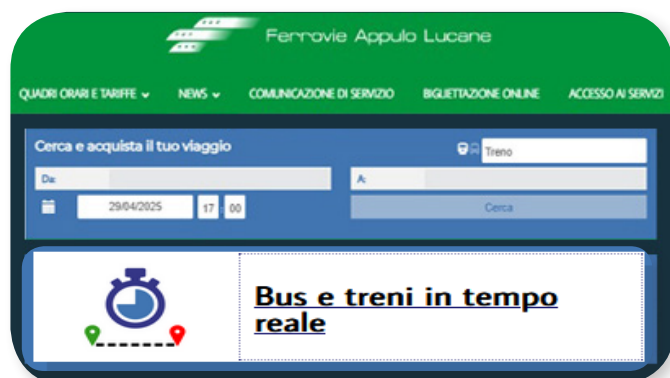 Ferrovie Appulo Lucane
QUADRI ORARI E TARIFFE NEWS COMUNICAZIONE DI SERVIZIO BIGLIETTAZIONE ONLINE ACCESSO AI SERVIZI
Cerca e acquista il tuo viaggio
Treno
Da: A:
29/04/2025 17 : 00 Cerca
Bus e treni in tempo
reale